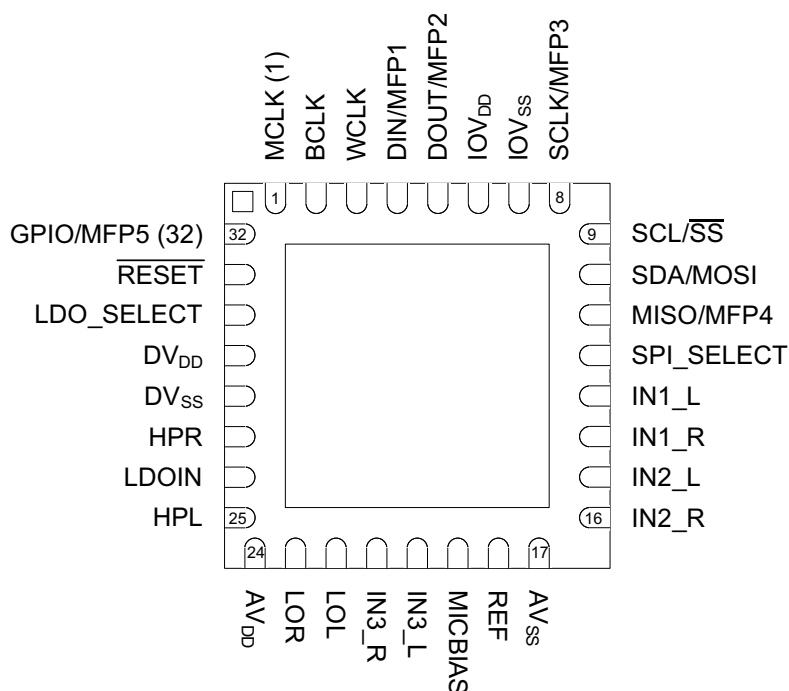 MCLK (1)
BCLK
WCLK
DIN/MFP1
DOUT/MFP2
IOVDD
IOVSS
SCLK/MFP3
1
8
GPIO/MFP5 (32)
32
9
SCL/S̅S̅
R̅E̅S̅E̅T̅
SDA/MOSI
LDO_SELECT
MISO/MFP4
DVDD
SPI_SELECT
DVSS
IN1_L
HPR
IN1_R
LDOIN
IN2_L
HPL
25
16
IN2_R
24
17
AVDD
LOR
LOL
IN3_R
IN3_L
MICBIAS
REF
AVSS